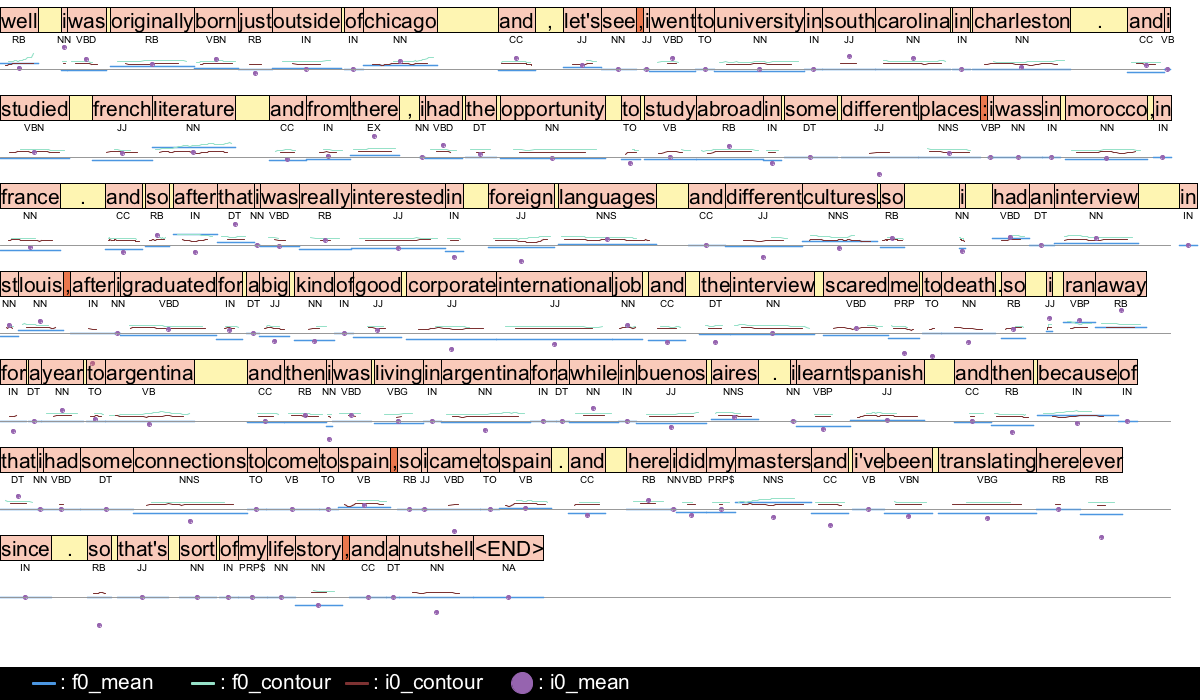 well i was originally born just outside of chicago and , let's see , i went to university in south carolina in charleston . and i
RB NN VBD RB VBN RB IN IN NN CC JJ NN JJ VBD TO NN IN JJ NN IN NN CC VB
studied french literature and from there , i had the opportunity to study abroad in some different places : i wass in morocco , in
VBN JJ NN CC IN EX NN VBD DT NN TO VB RB IN DT JJ NNS VBP NN IN NN IN
france . and so after that i was really interested in foreign languages and different cultures . so i had an interview in
NN CC RB IN DT NN VBD RB JJ IN JJ NNS CC JJ NNS RB NN VBD DT NN IN
st louis , after i graduated for a big kind of good corporate international job and the interview scared me to death . so i ran away
NN NN IN NN VBD IN DT JJ NN IN JJ JJ JJ NN CC DT NN VBD PRP TO NN RB JJ VBP RB
for a year to argentina and then i was living in argentina for a while in buenos aires . i learnt spanish and then because of
IN DT NN TO VB CC RB NN VBD VBG IN NN IN DT NN IN JJ NNS NN VBP JJ CC RB IN IN
that i had some connections to come to spain , so i came to spain . and here i did my masters and i've been translating here ever
DT NN VBD DT NNS TO VB TO VB RB JJ VBD TO VB CC RB NN VBD PRP$ NNS CC VB VBN VBG RB RB
since . so that's sort of my life story , and a nutshell <END>
IN RB JJ NN IN PRP$ NN NN CC DT NN NA
: f0_mean : f0_contour : i0_contour : i0_mean